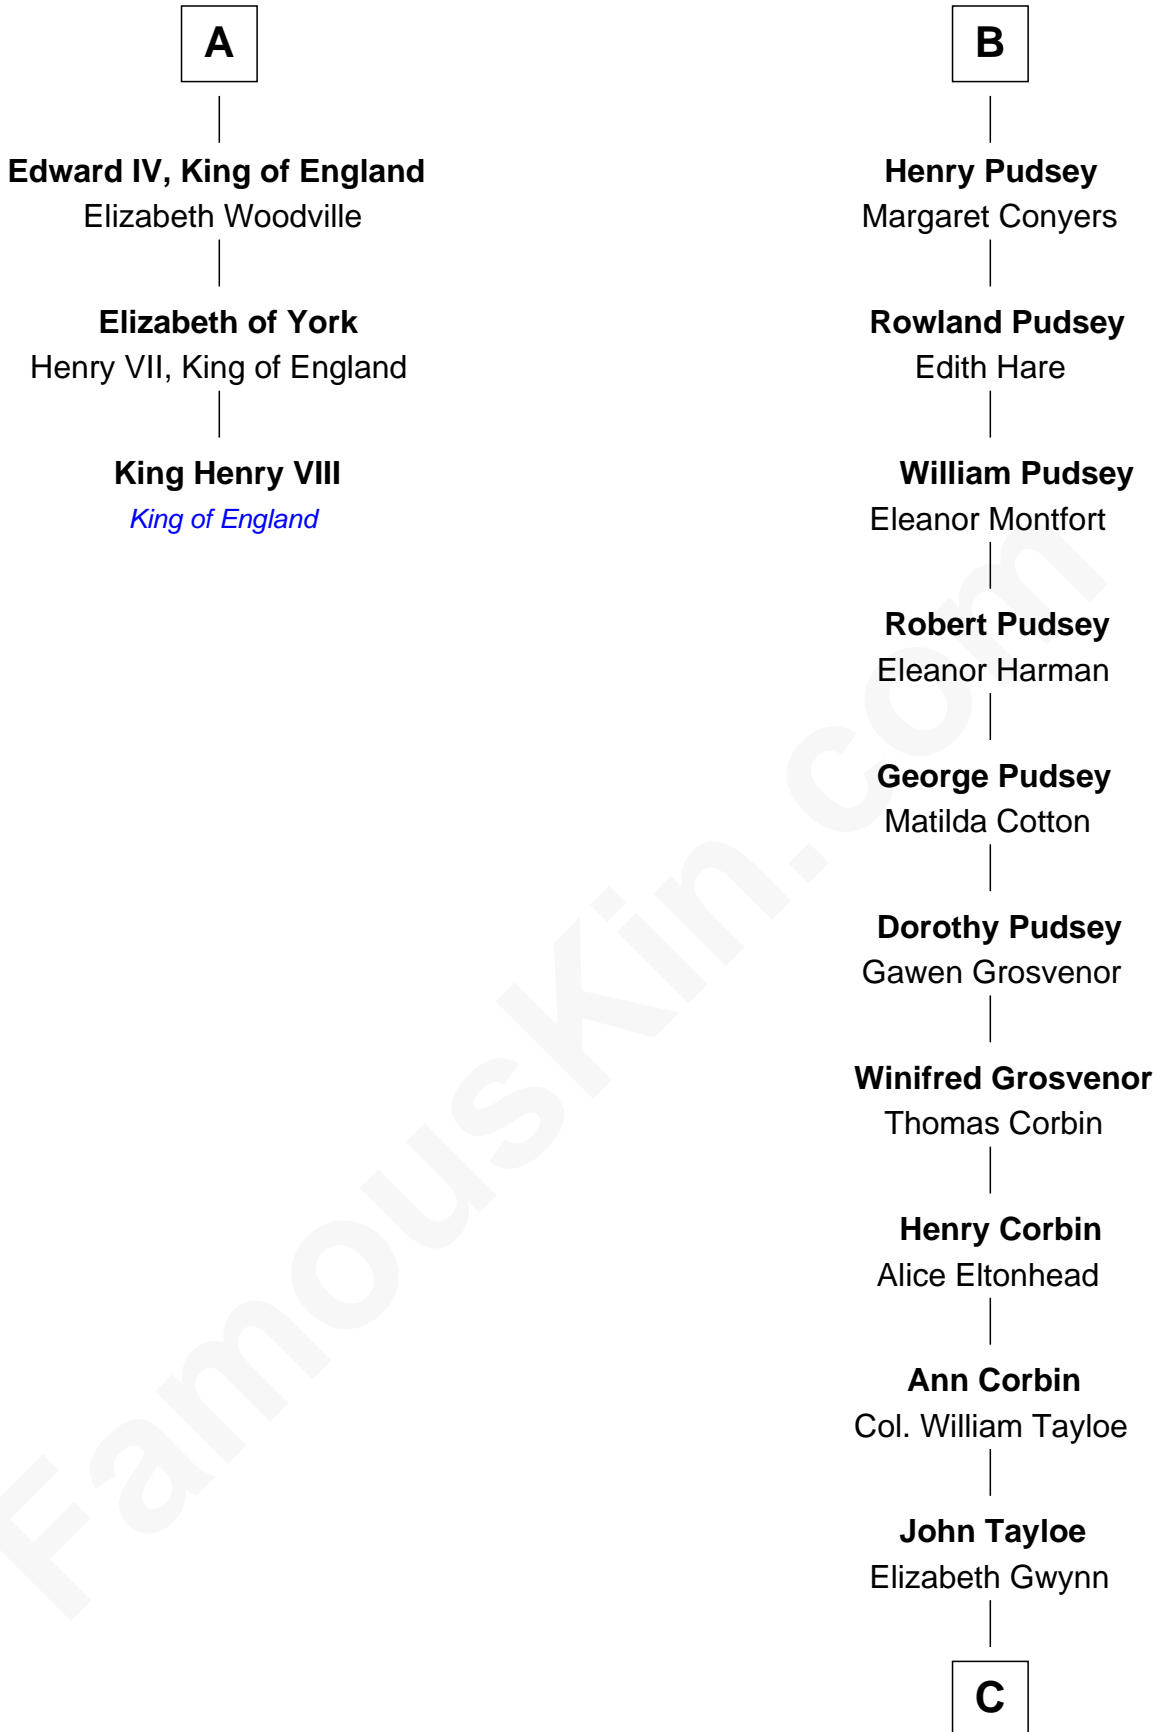 A
Edward IV, King of England
Elizabeth Woodville
Elizabeth of York
Henry VII, King of England
King Henry VIII
King of England
B
Henry Pudsey
Margaret Conyers
Rowland Pudsey
Edith Hare
William Pudsey
Eleanor Montfort
Robert Pudsey
Eleanor Harman
George Pudsey
Matilda Cotton
Dorothy Pudsey
Gawen Grosvenor
Winifred Grosvenor
Thomas Corbin
Henry Corbin
Alice Eltonhead
Ann Corbin
Col. William Tayloe
John Tayloe
Elizabeth Gwynn
C
FamousKin.com